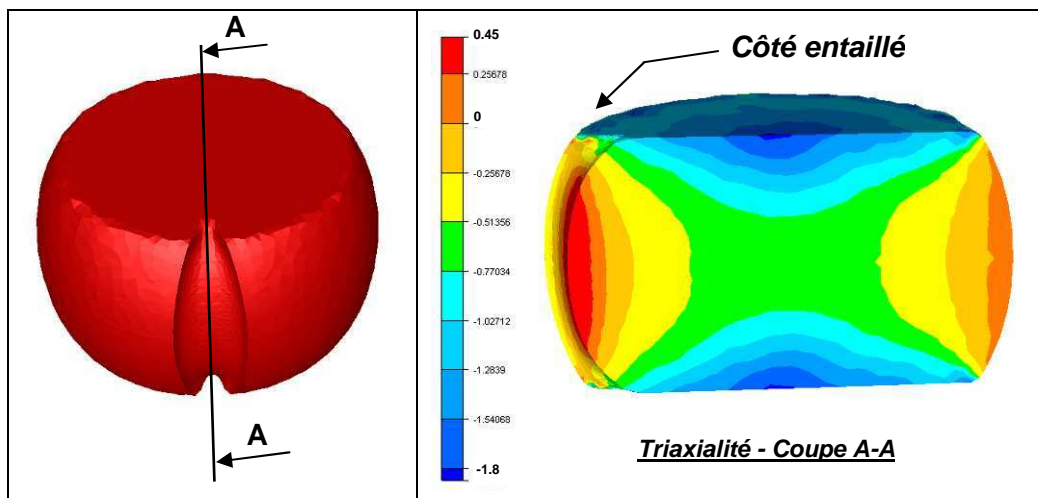 A
A
0.45
0.25678
0
-0.25678
-0.51356
-0.77034
-1.02712
-1.2839
-1.54068
-1.8
Côté entaillé
Triaxialité - Coupe A-A